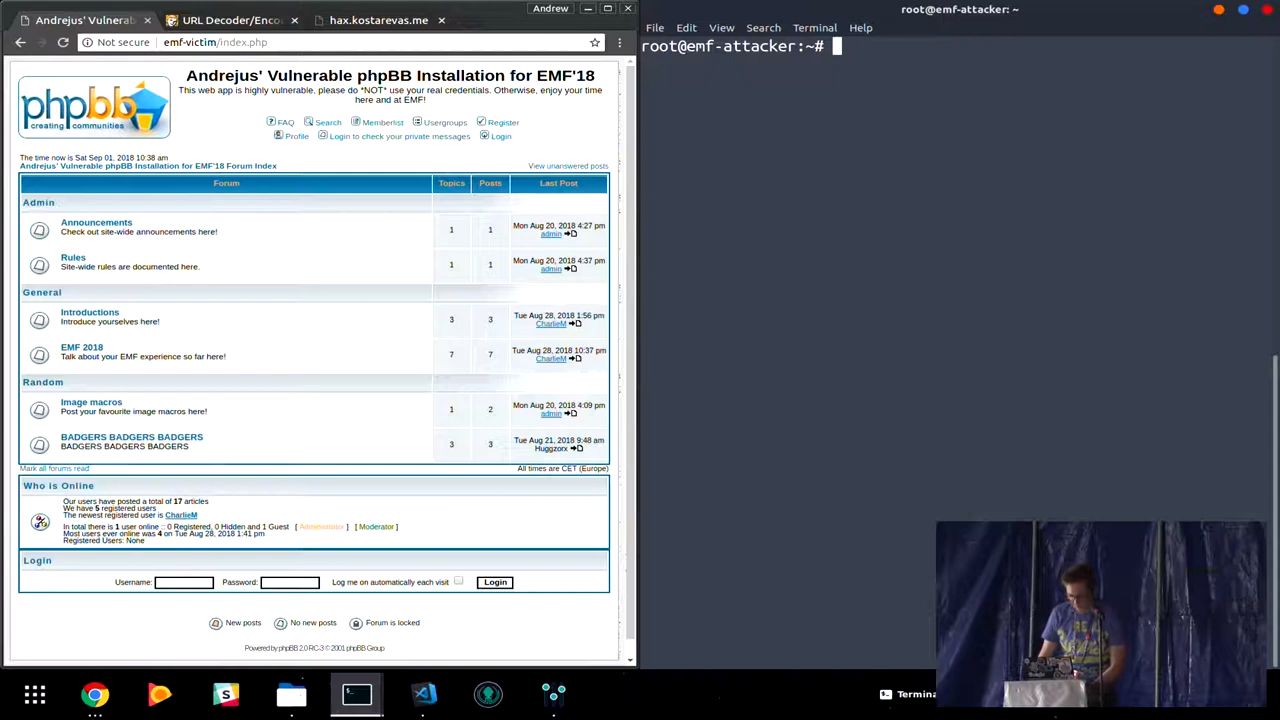 Andrejus' Vulnerab
URL Decoder/Enco
hax.kostarevas.me
Andrew
root@emf-attacker: ~
Not secure
emf-victim/index.php
File Edit View Search Terminal Help
root@emf-attacker:~#
phpBB
creating communities
Andrejus' Vulnerable phpBB Installation for EMF'18
This web app is highly vulnerable. please do *NOT* use your real credentials. Otherwise, enjoy your time
here and at EMF!
FAQ Search Memberlist Usergroups Register
Profile Login to check your private messages Login
The time now is Sat Sep 01, 2018 10:38 am
Andrejus' Vulnerable phpBB Installation for EMF'18 Forum Index
View unanswered posts
Forum Topics Posts Last Post
Admin
Announcements
Check out site-wide announcements here!
1 1
Mon Aug 20, 2018 4:27 pm
admin
Rules
Site-wide rules are documented here.
1 1
Mon Aug 20, 2018 4:37 pm
admin
General
Introductions
Introduce yourselves here!
3 3
Tue Aug 28, 2018 1:56 pm
CharlieM
EMF 2018
Talk about your EMF experience so far here!
7 7
Tue Aug 28, 2018 10:37 pm
CharlieM
Random
Image macros
Post your favourite image macros here!
1 2
Mon Aug 20, 2018 4:09 pm
admin
BADGERS BADGERS BADGERS
BADGERS BADGERS BADGERS
3 3
Tue Aug 21, 2018 9:48 am
Huggzorx
Mark all forums read
All times are CET (Europe)
Who is Online
Our users have posted a total of 17 articles
We have 5 registered users
The newest registered user is CharlieM
In total there is 1 user online :: 0 Registered, 0 Hidden and 1 Guest [ Administrator ] [ Moderator ]
Most users ever online was 4 on Tue Aug 28, 2018 1:41 pm
Registered Users: None
Login
Username: Password: Log me on automatically each visit Login
New posts No new posts Forum is locked
Powered by phpBB 2.0 RC-3 © 2001 phpBB Group
Termina